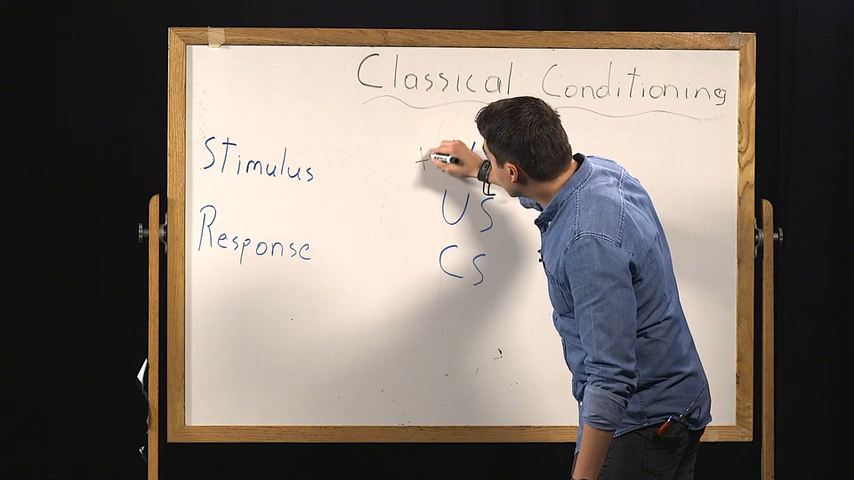 Classical Conditioning
Stimulus
US
Response
CS